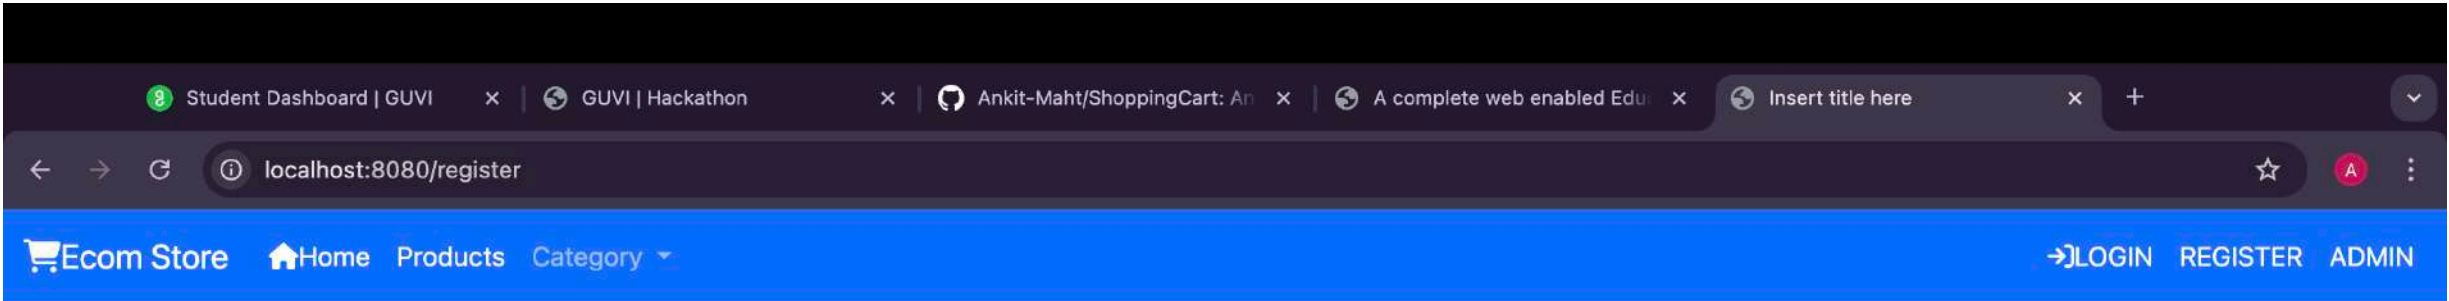 Student Dashboard | GUVI GUVI | Hackathon Ankit-Maht/ShoppingCart: An A complete web enabled Edu Insert title here
localhost:8080/register A
Ecom Store Home Products Category LOGIN REGISTER ADMIN